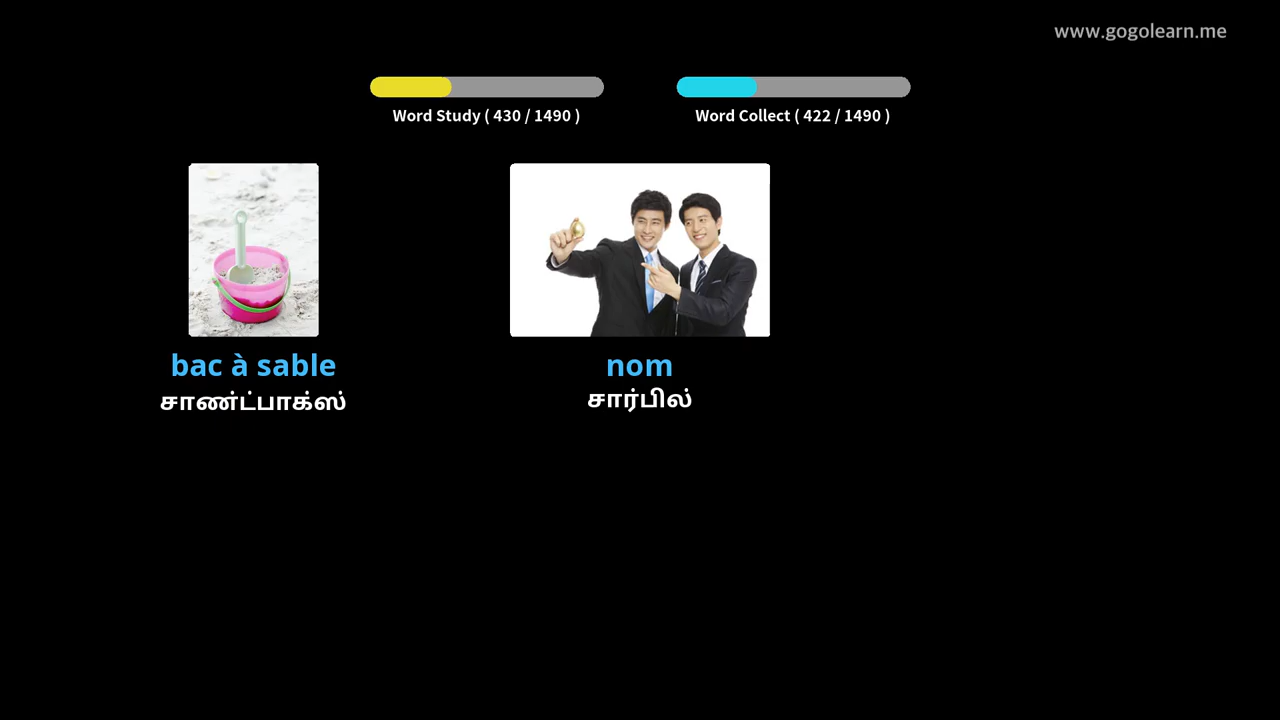 www.gogolearn.me
Word Study ( 430 / 1490 )
Word Collect ( 422 / 1490 )
bac à sable
சாண்ட்பாக்ஸ்
nom
சார்பில்